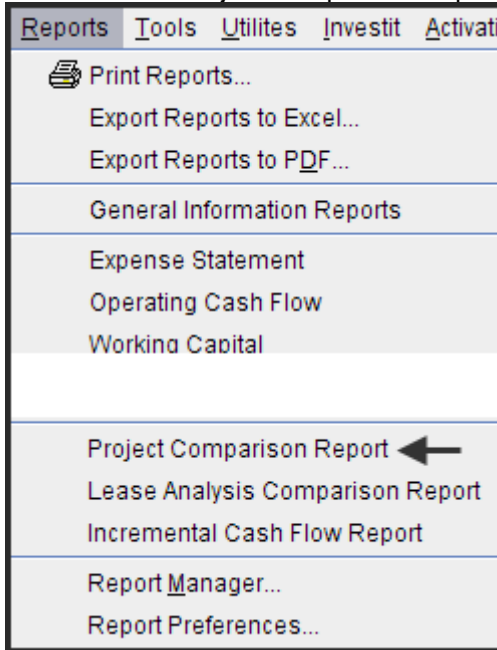 Reports Tools Utilites Investit
Print Reports...
Export Reports to Excel...
Export Reports to PDF...
General Information Reports
Expense Statement
Operating Cash Flow
Working Capital
Project Comparison Report
Lease Analysis Comparison Report
Incremental Cash Flow Report
Report Manager...
Report Preferences...